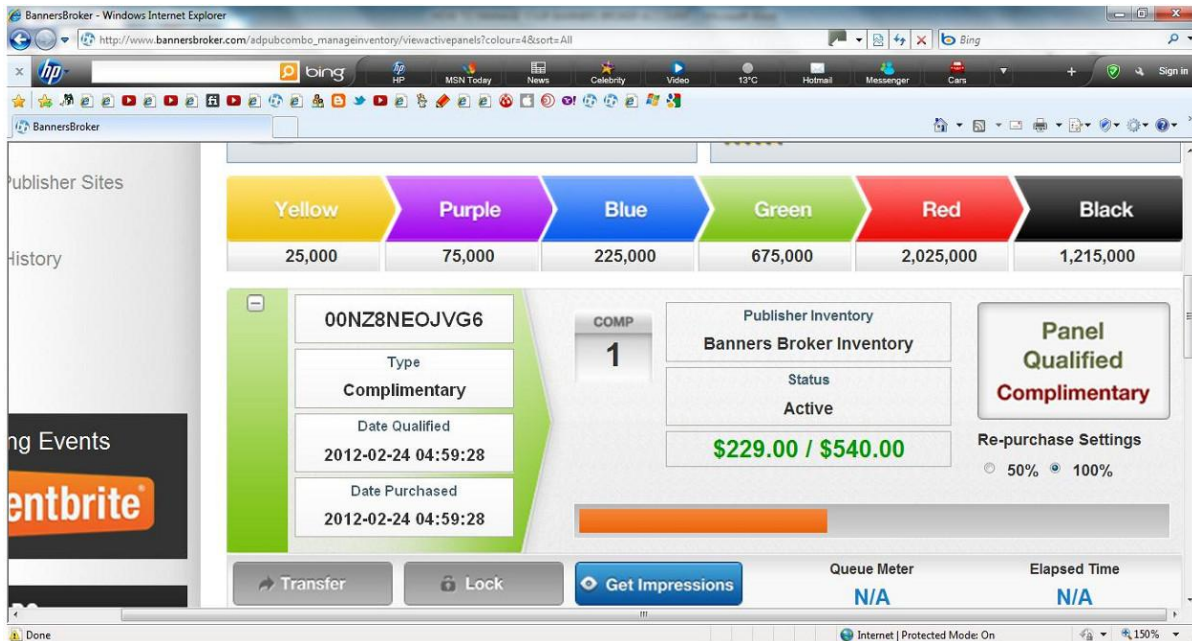 BannersBroker - Windows Internet Explorer
http://www.bannersbroker.com/adpubcombo_manageinventory/viewactivepanels?colour=4&sort=All
Bing
hp
bing
HP
MSN Today
News
Celebrity
Video
13°C
Hotmail
Messenger
Cars
Sign in
BannersBroker
Publisher Sites
History
ng Events
entbrite
Yellow Purple Blue Green Red Black
25,000 75,000 225,000 675,000 2,025,000 1,215,000
00NZ8NEOJVG6
Type
Complimentary
Date Qualified
2012-02-24 04:59:28
Date Purchased
2012-02-24 04:59:28
COMP
1
Publisher Inventory
Banners Broker Inventory
Status
Active
$229.00 / $540.00
Panel
Qualified
Complimentary
Re-purchase Settings
50% 100%
Transfer
Lock
Get Impressions
Queue Meter
N/A
Elapsed Time
N/A
Done
Internet | Protected Mode: On
150%